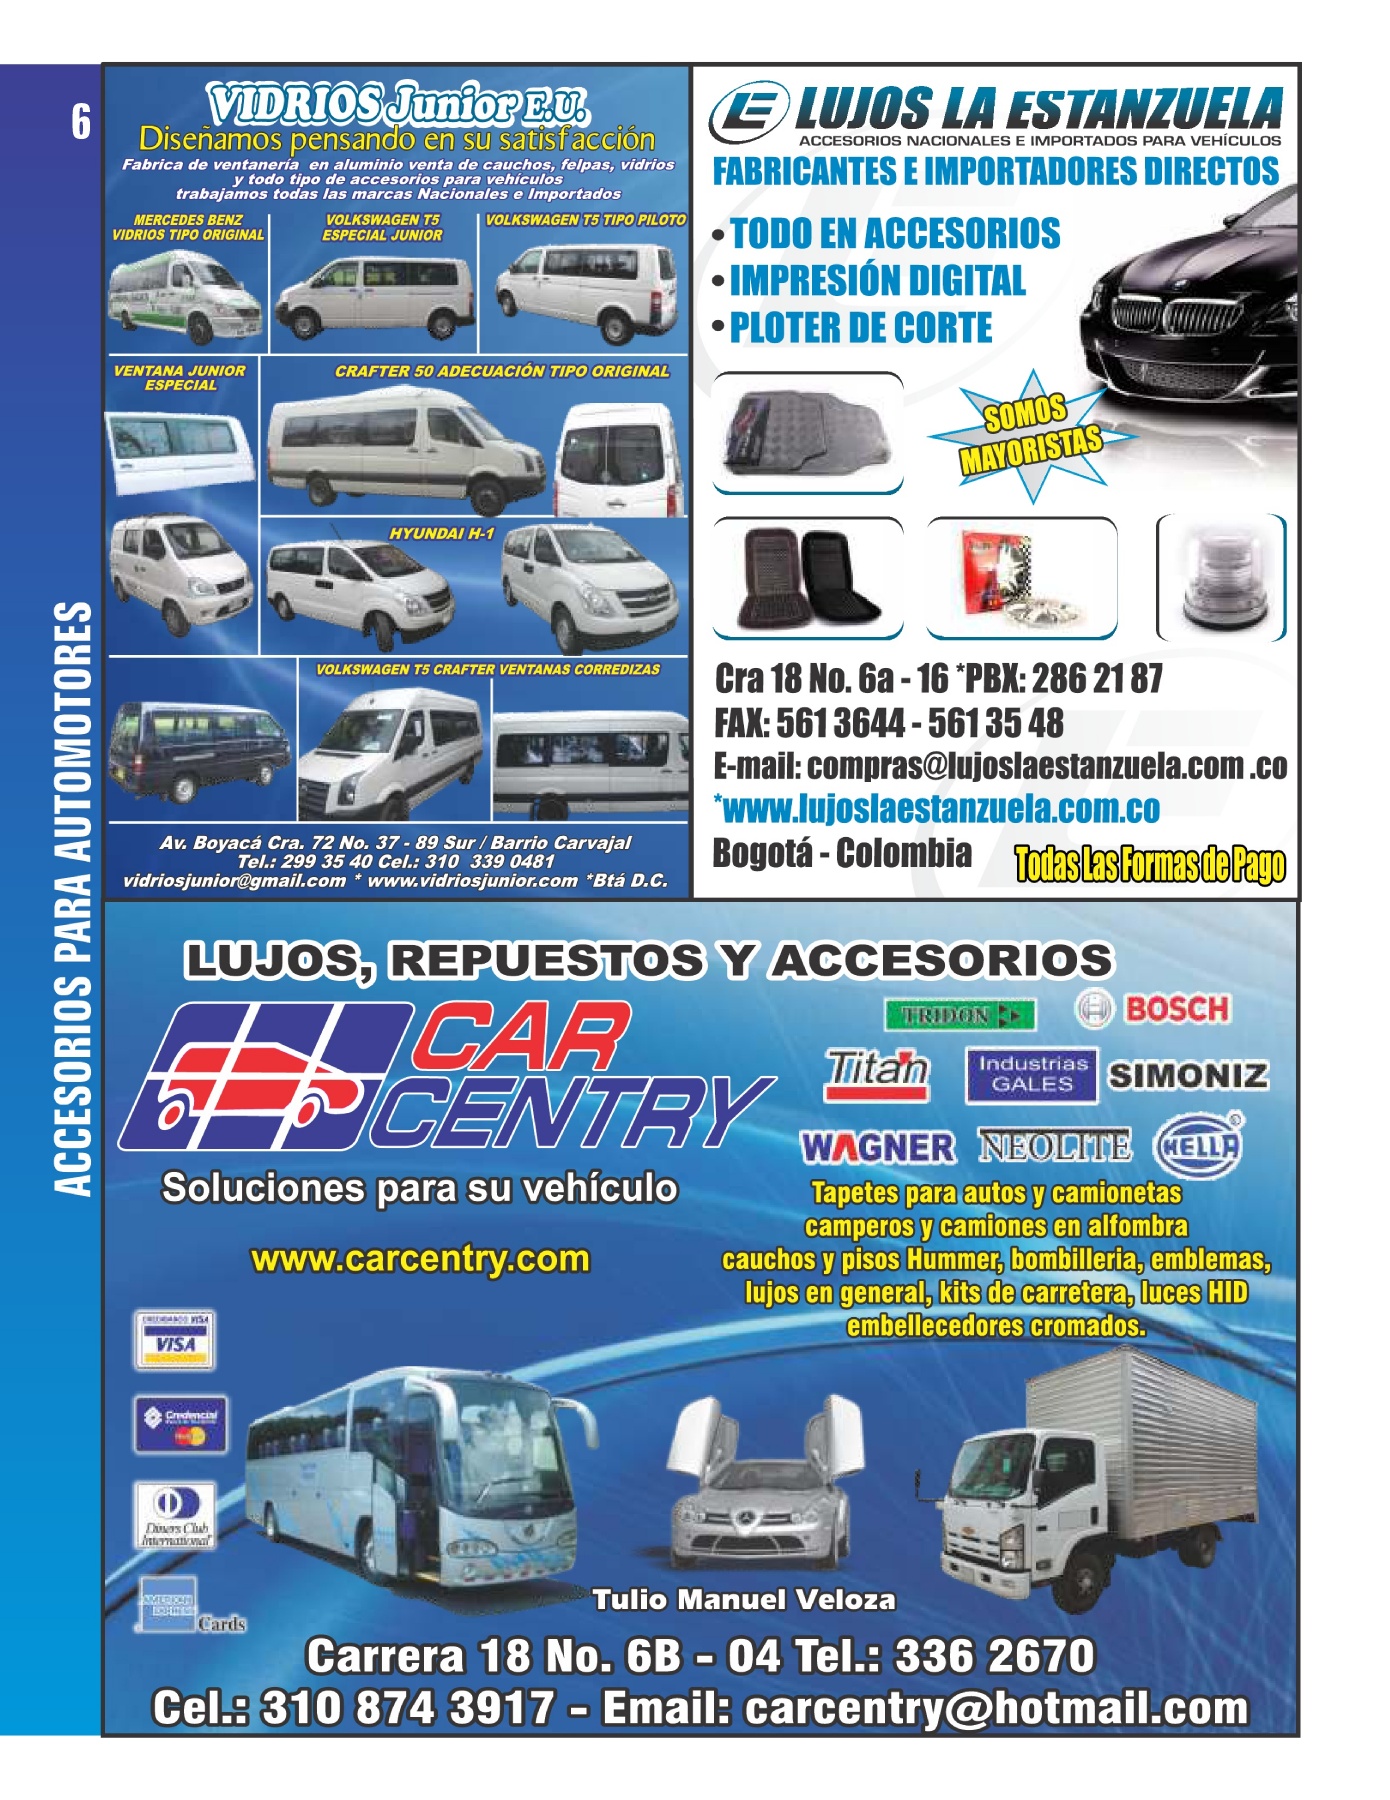 6
ACCESORIOS PARA AUTOMOTORES
VIDRIOS Junior E.U.
Diseñamos pensando en su satisfacción
Fabrica de ventanería en aluminio venta de cauchos, felpas, vidrios
y todo tipo de accesorios para vehículos
trabajamos todas las marcas Nacionales e Importados
MERCEDES BENZ
VIDRIOS TIPO ORIGINAL
VOLKSWAGEN T5
ESPECIAL JUNIOR
VOLKSWAGEN T5 TIPO PILOTO
VENTANA JUNIOR
ESPECIAL
CRAFTER 50 ADECUACIÓN TIPO ORIGINAL
HYUNDAI H-1
VOLKSWAGEN T5 CRAFTER VENTANAS CORREDIZAS
Av. Boyacá Cra. 72 No. 37 - 89 Sur / Barrio Carvajal
Tel.: 299 35 40 Cel.: 310 339 0481
vidriosjunior@gmail.com * www.vidriosjunior.com *Btá D.C.
LE LUJOS LA ESTANZUELA
ACCESORIOS NACIONALES E IMPORTADOS PARA VEHÍCULOS
FABRICANTES E IMPORTADORES DIRECTOS
• TODO EN ACCESORIOS
• IMPRESIÓN DIGITAL
• PLOTER DE CORTE
SOMOS
MAYORISTAS
Cra 18 No. 6a - 16 *PBX: 286 21 87
FAX: 561 3644 - 561 35 48
E-mail: compras@lujoslaestanzuela.com .co
*www.lujoslaestanzuela.com.co
Bogotá - Colombia
Todas Las Formas de Pago
LUJOS, REPUESTOS Y ACCESORIOS
CAR
CENTRY
Soluciones para su vehículo
www.carcentry.com
TRIDON
BOSCH
Titan
Industrias
GALES
SIMONIZ
WAGNER
NEOLITE
HELLA
Tapetes para autos y camionetas
camperos y camiones en alfombra
cauchos y pisos Hummer, bombilleria, emblemas,
lujos en general, kits de carretera, luces HID
embellecedores cromados.
CREDIBANCO VISA
VISA
Credencial
Diners Club
International
AMERICAN
EXPRESS
Cards
Tulio Manuel Veloza
Carrera 18 No. 6B - 04 Tel.: 336 2670
Cel.: 310 874 3917 - Email: carcentry@hotmail.com